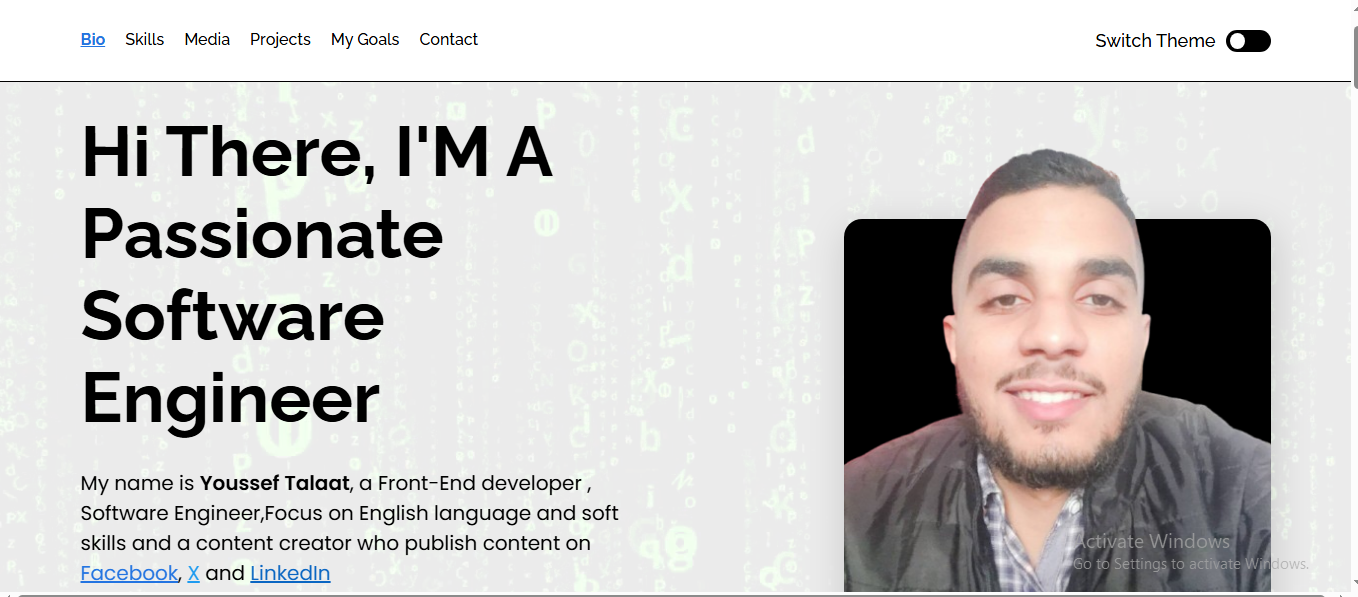 Bio Skills Media Projects My Goals Contact
Switch Theme
Hi There, I'M A
Passionate
Software
Engineer
My name is Youssef Talaat, a Front-End developer ,
Software Engineer,Focus on English language and soft
skills and a content creator who publish content on
Facebook, X and LinkedIn
Activate Windows
Go to Settings to activate Windows.